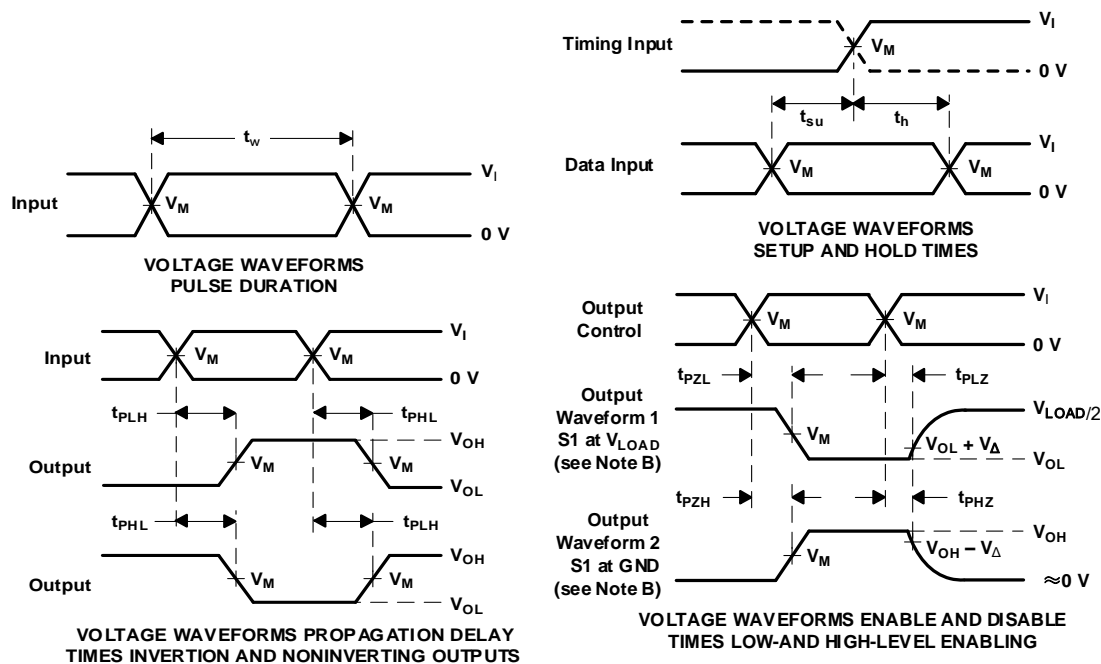 t_w
V_I
Input
V_M
V_M
0 V
VOLTAGE WAVEFORMS
PULSE DURATION
Timing Input
V_I
V_M
0 V
t_su
t_h
Data Input
V_I
V_M
V_M
0 V
VOLTAGE WAVEFORMS
SETUP AND HOLD TIMES
Input
V_I
V_M
V_M
0 V
t_PLH
t_PHL
Output
V_OH
V_M
V_M
V_OL
t_PHL
t_PLH
Output
V_OH
V_M
V_M
V_OL
VOLTAGE WAVEFORMS PROPAGATION DELAY
TIMES INVERTION AND NONINVERTING OUTPUTS
Output
Control
V_I
V_M
V_M
0 V
t_PZL
t_PLZ
Output
Waveform 1
S1 at V_LOAD
(see Note B)
V_LOAD/2
V_M
V_OL + V_Δ
V_OL
t_PZH
t_PHZ
Output
Waveform 2
S1 at GND
(see Note B)
V_OH
V_M
V_OH − V_Δ
≈0 V
VOLTAGE WAVEFORMS ENABLE AND DISABLE
TIMES LOW-AND HIGH-LEVEL ENABLING